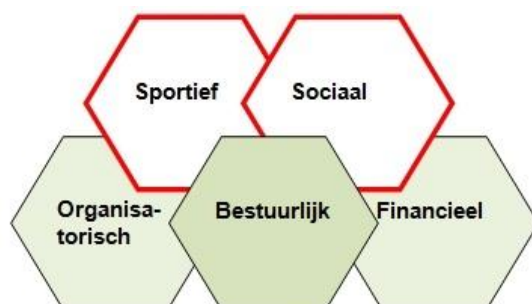 Sportief
Sociaal
Organisa-
torisch
Bestuurlijk
Financieel